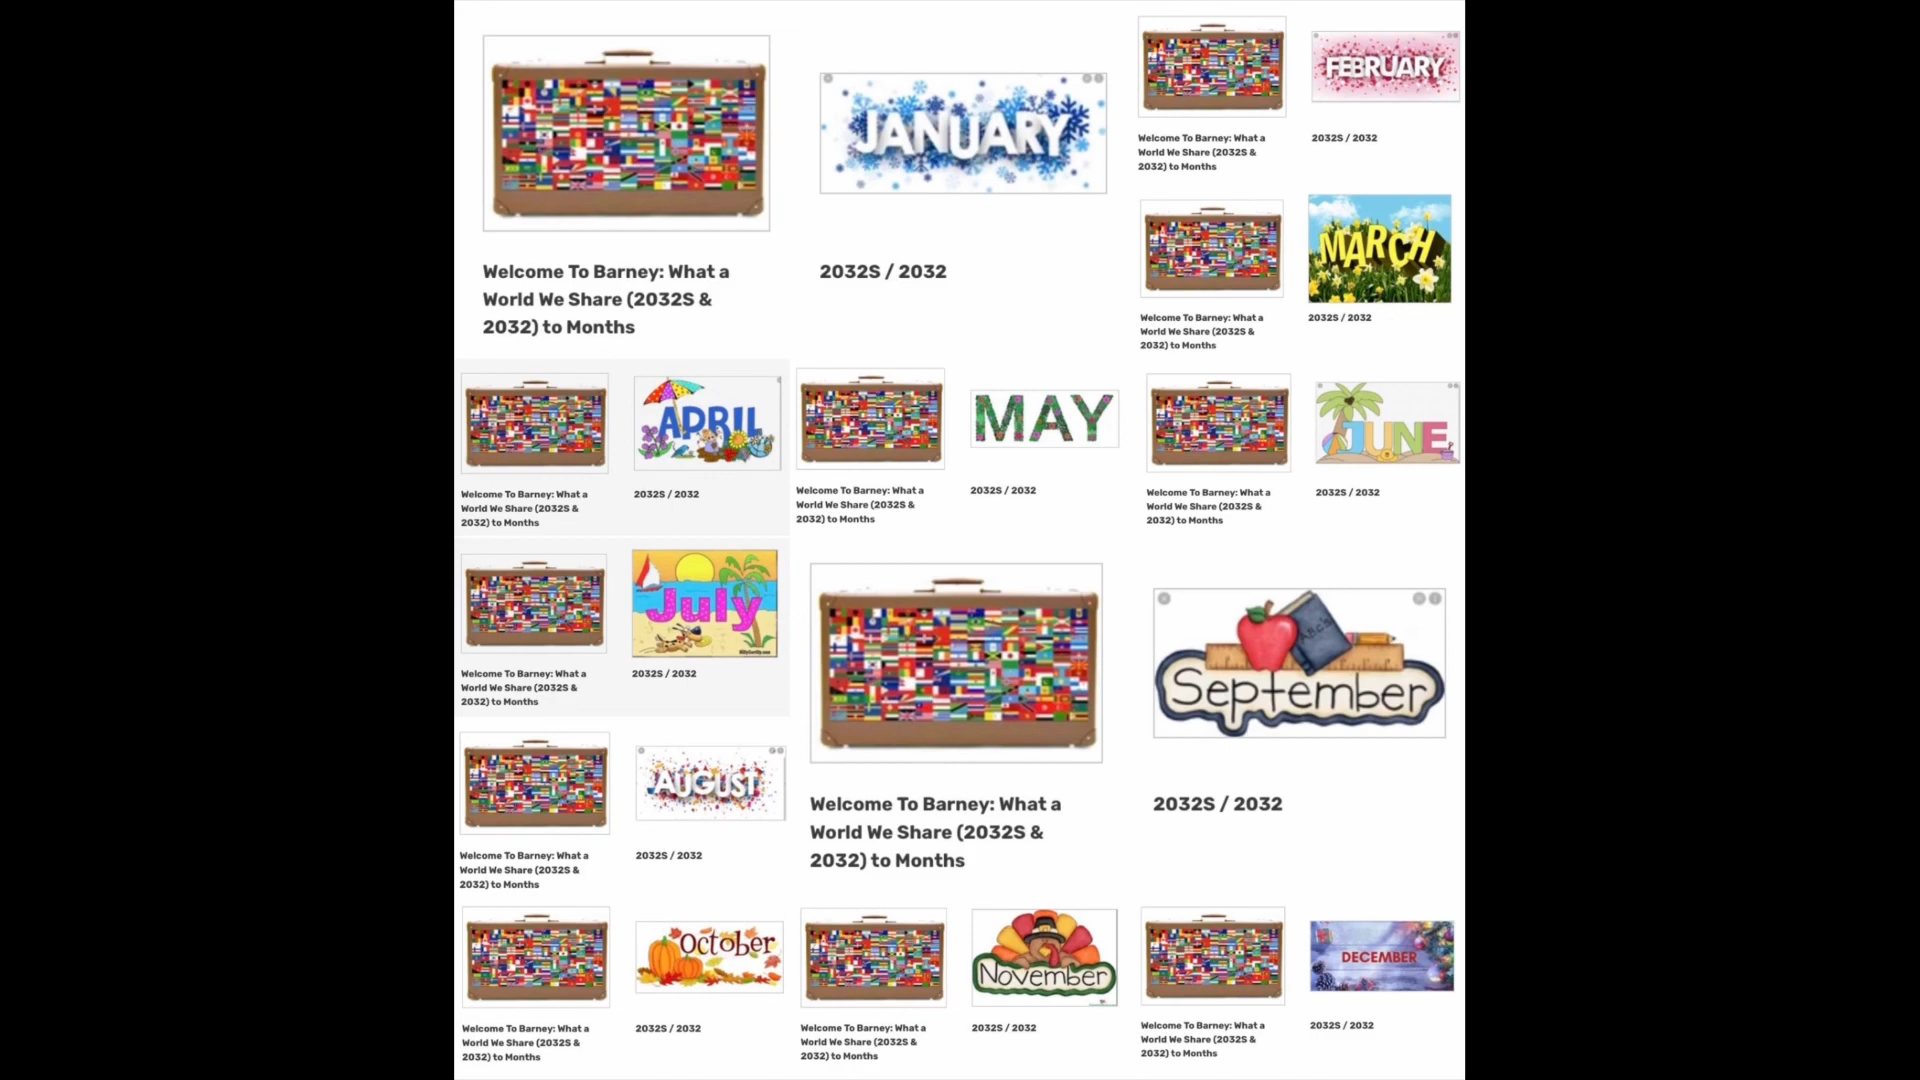 JANUARY
Welcome To Barney: What a
World We Share (2032S &
2032) to Months
2032S / 2032
FEBRUARY
Welcome To Barney: What a
World We Share (2032S &
2032) to Months
2032S / 2032
MARCH
Welcome To Barney: What a
World We Share (2032S &
2032) to Months
2032S / 2032
APRIL
Welcome To Barney: What a
World We Share (2032S &
2032) to Months
2032S / 2032
MAY
Welcome To Barney: What a
World We Share (2032S &
2032) to Months
2032S / 2032
JUNE
Welcome To Barney: What a
World We Share (2032S &
2032) to Months
2032S / 2032
July
Welcome To Barney: What a
World We Share (2032S &
2032) to Months
2032S / 2032
AUGUST
Welcome To Barney: What a
World We Share (2032S &
2032) to Months
2032S / 2032
ABC's
September
Welcome To Barney: What a
World We Share (2032S &
2032) to Months
2032S / 2032
October
Welcome To Barney: What a
World We Share (2032S &
2032) to Months
2032S / 2032
November
Welcome To Barney: What a
World We Share (2032S &
2032) to Months
2032S / 2032
DECEMBER
Welcome To Barney: What a
World We Share (2032S &
2032) to Months
2032S / 2032